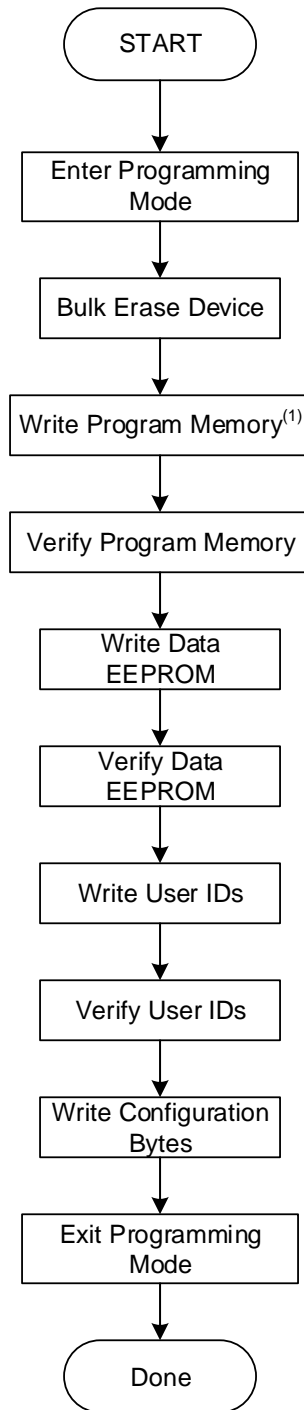 START
Enter Programming
Mode
Bulk Erase Device
Write Program Memory(1)
Verify Program Memory
Write Data
EEPROM
Verify Data
EEPROM
Write User IDs
Verify User IDs
Write Configuration
Bytes
Exit Programming
Mode
Done